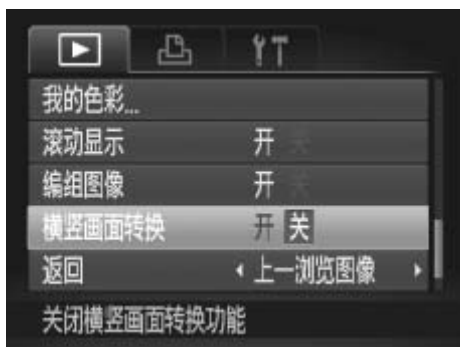 我的色彩...
滚动显示 开 关
编组图像 开 关
横竖画面转换 开 关
返回 上一浏览图像
关闭横竖画面转换功能